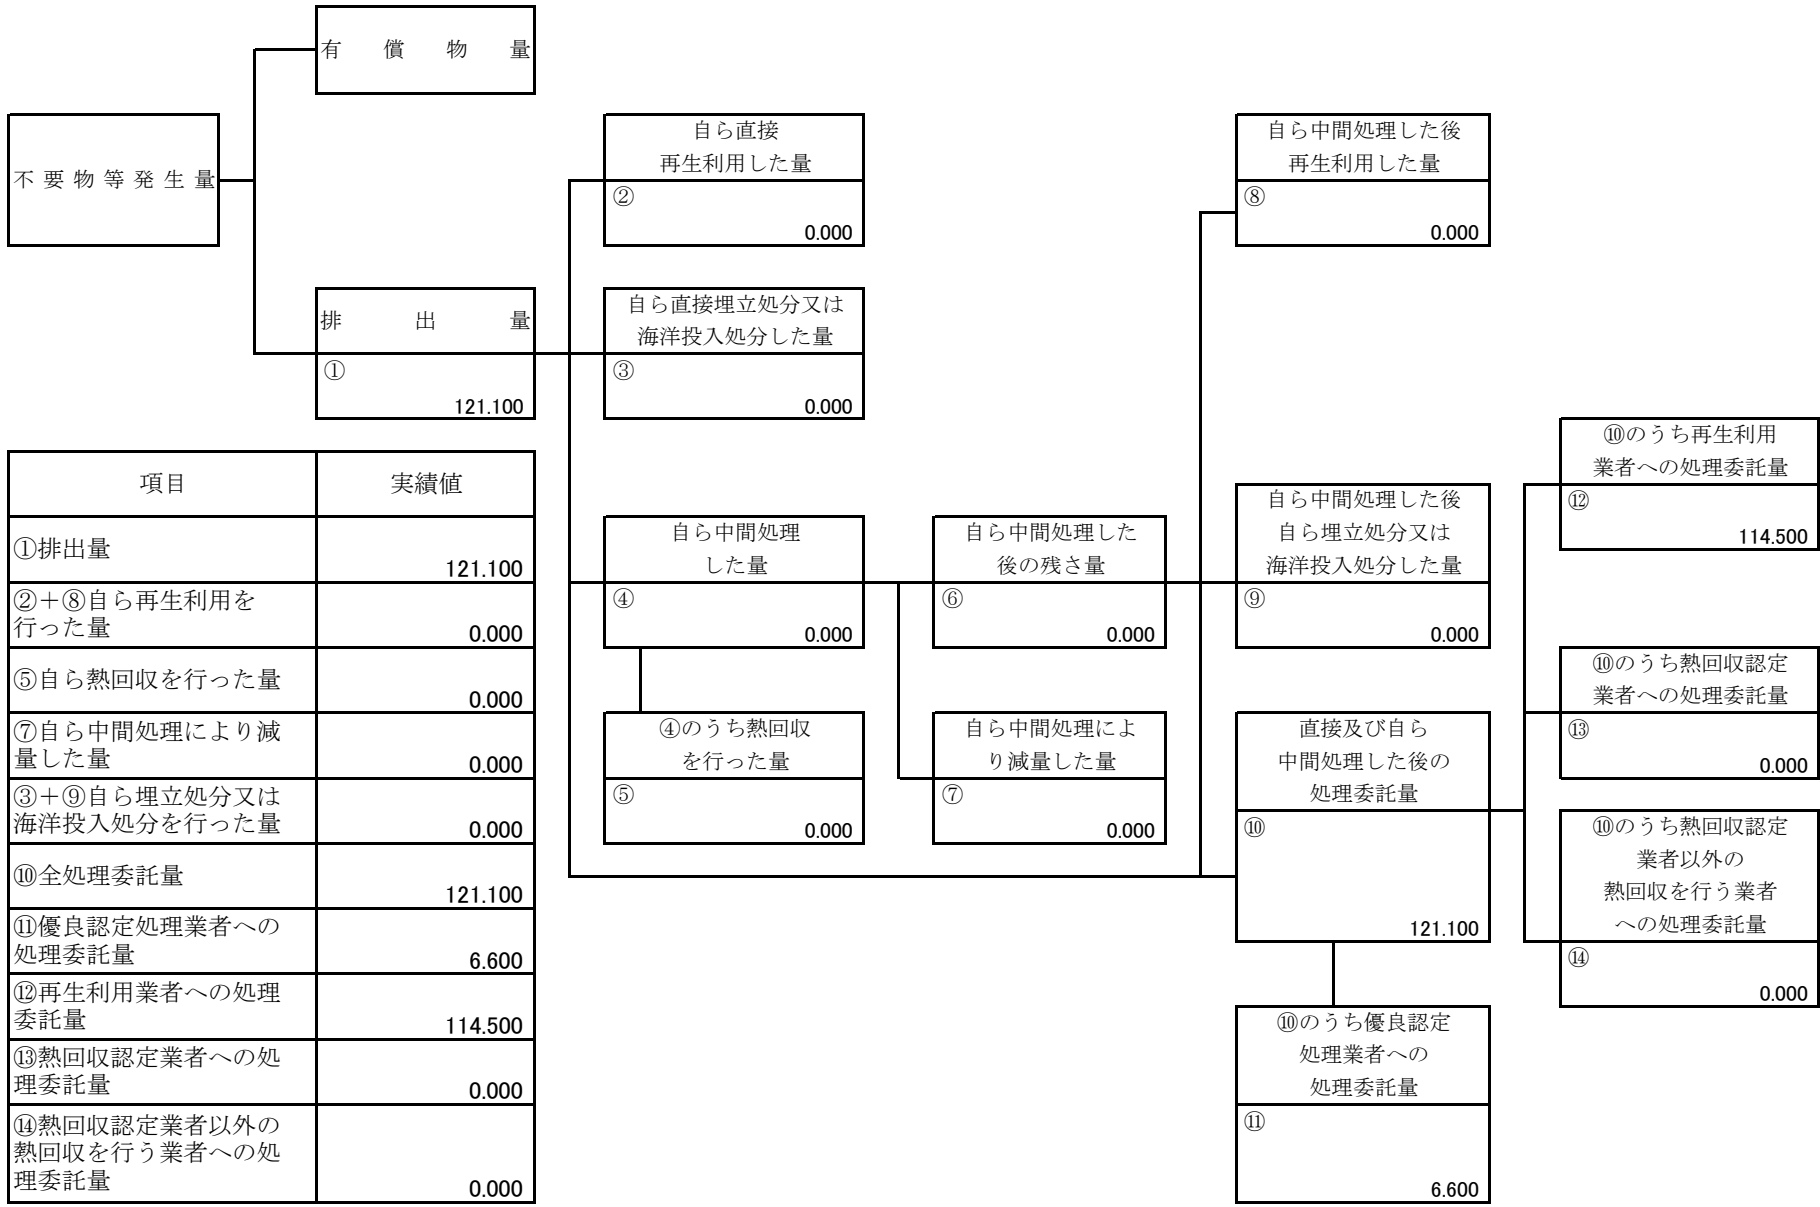 有償物量
不要物等発生量
排出量
①
121.100
自ら直接
再生利用した量
②
0.000
自ら直接埋立処分又は
海洋投入処分した量
③
0.000
自ら中間処理した後
再生利用した量
⑧
0.000
項目 実績値
①排出量 121.100
②＋⑧自ら再生利用を
行った量 0.000
⑤自ら熱回収を行った量 0.000
⑦自ら中間処理により減
量した量 0.000
③＋⑨自ら埋立処分又は
海洋投入処分を行った量 0.000
⑩全処理委託量 121.100
⑪優良認定処理業者への
処理委託量 6.600
⑫再生利用業者への処理
委託量 114.500
⑬熱回収認定業者への処
理委託量 0.000
⑭熱回収認定業者以外の
熱回収を行う業者への処
理委託量 0.000
自ら中間処理
した量
④
0.000
④のうち熱回収
を行った量
⑤
0.000
自ら中間処理した
後の残さ量
⑥
0.000
自ら中間処理によ
り減量した量
⑦
0.000
自ら中間処理した後
自ら埋立処分又は
海洋投入処分した量
⑨
0.000
直接及び自ら
中間処理した後の
処理委託量
⑩
121.100
⑩のうち優良認定
処理業者への
処理委託量
⑪
6.600
⑩のうち再生利用
業者への処理委託量
⑫
114.500
⑩のうち熱回収認定
業者への処理委託量
⑬
0.000
⑩のうち熱回収認定
業者以外の
熱回収を行う業者
への処理委託量
⑭
0.000